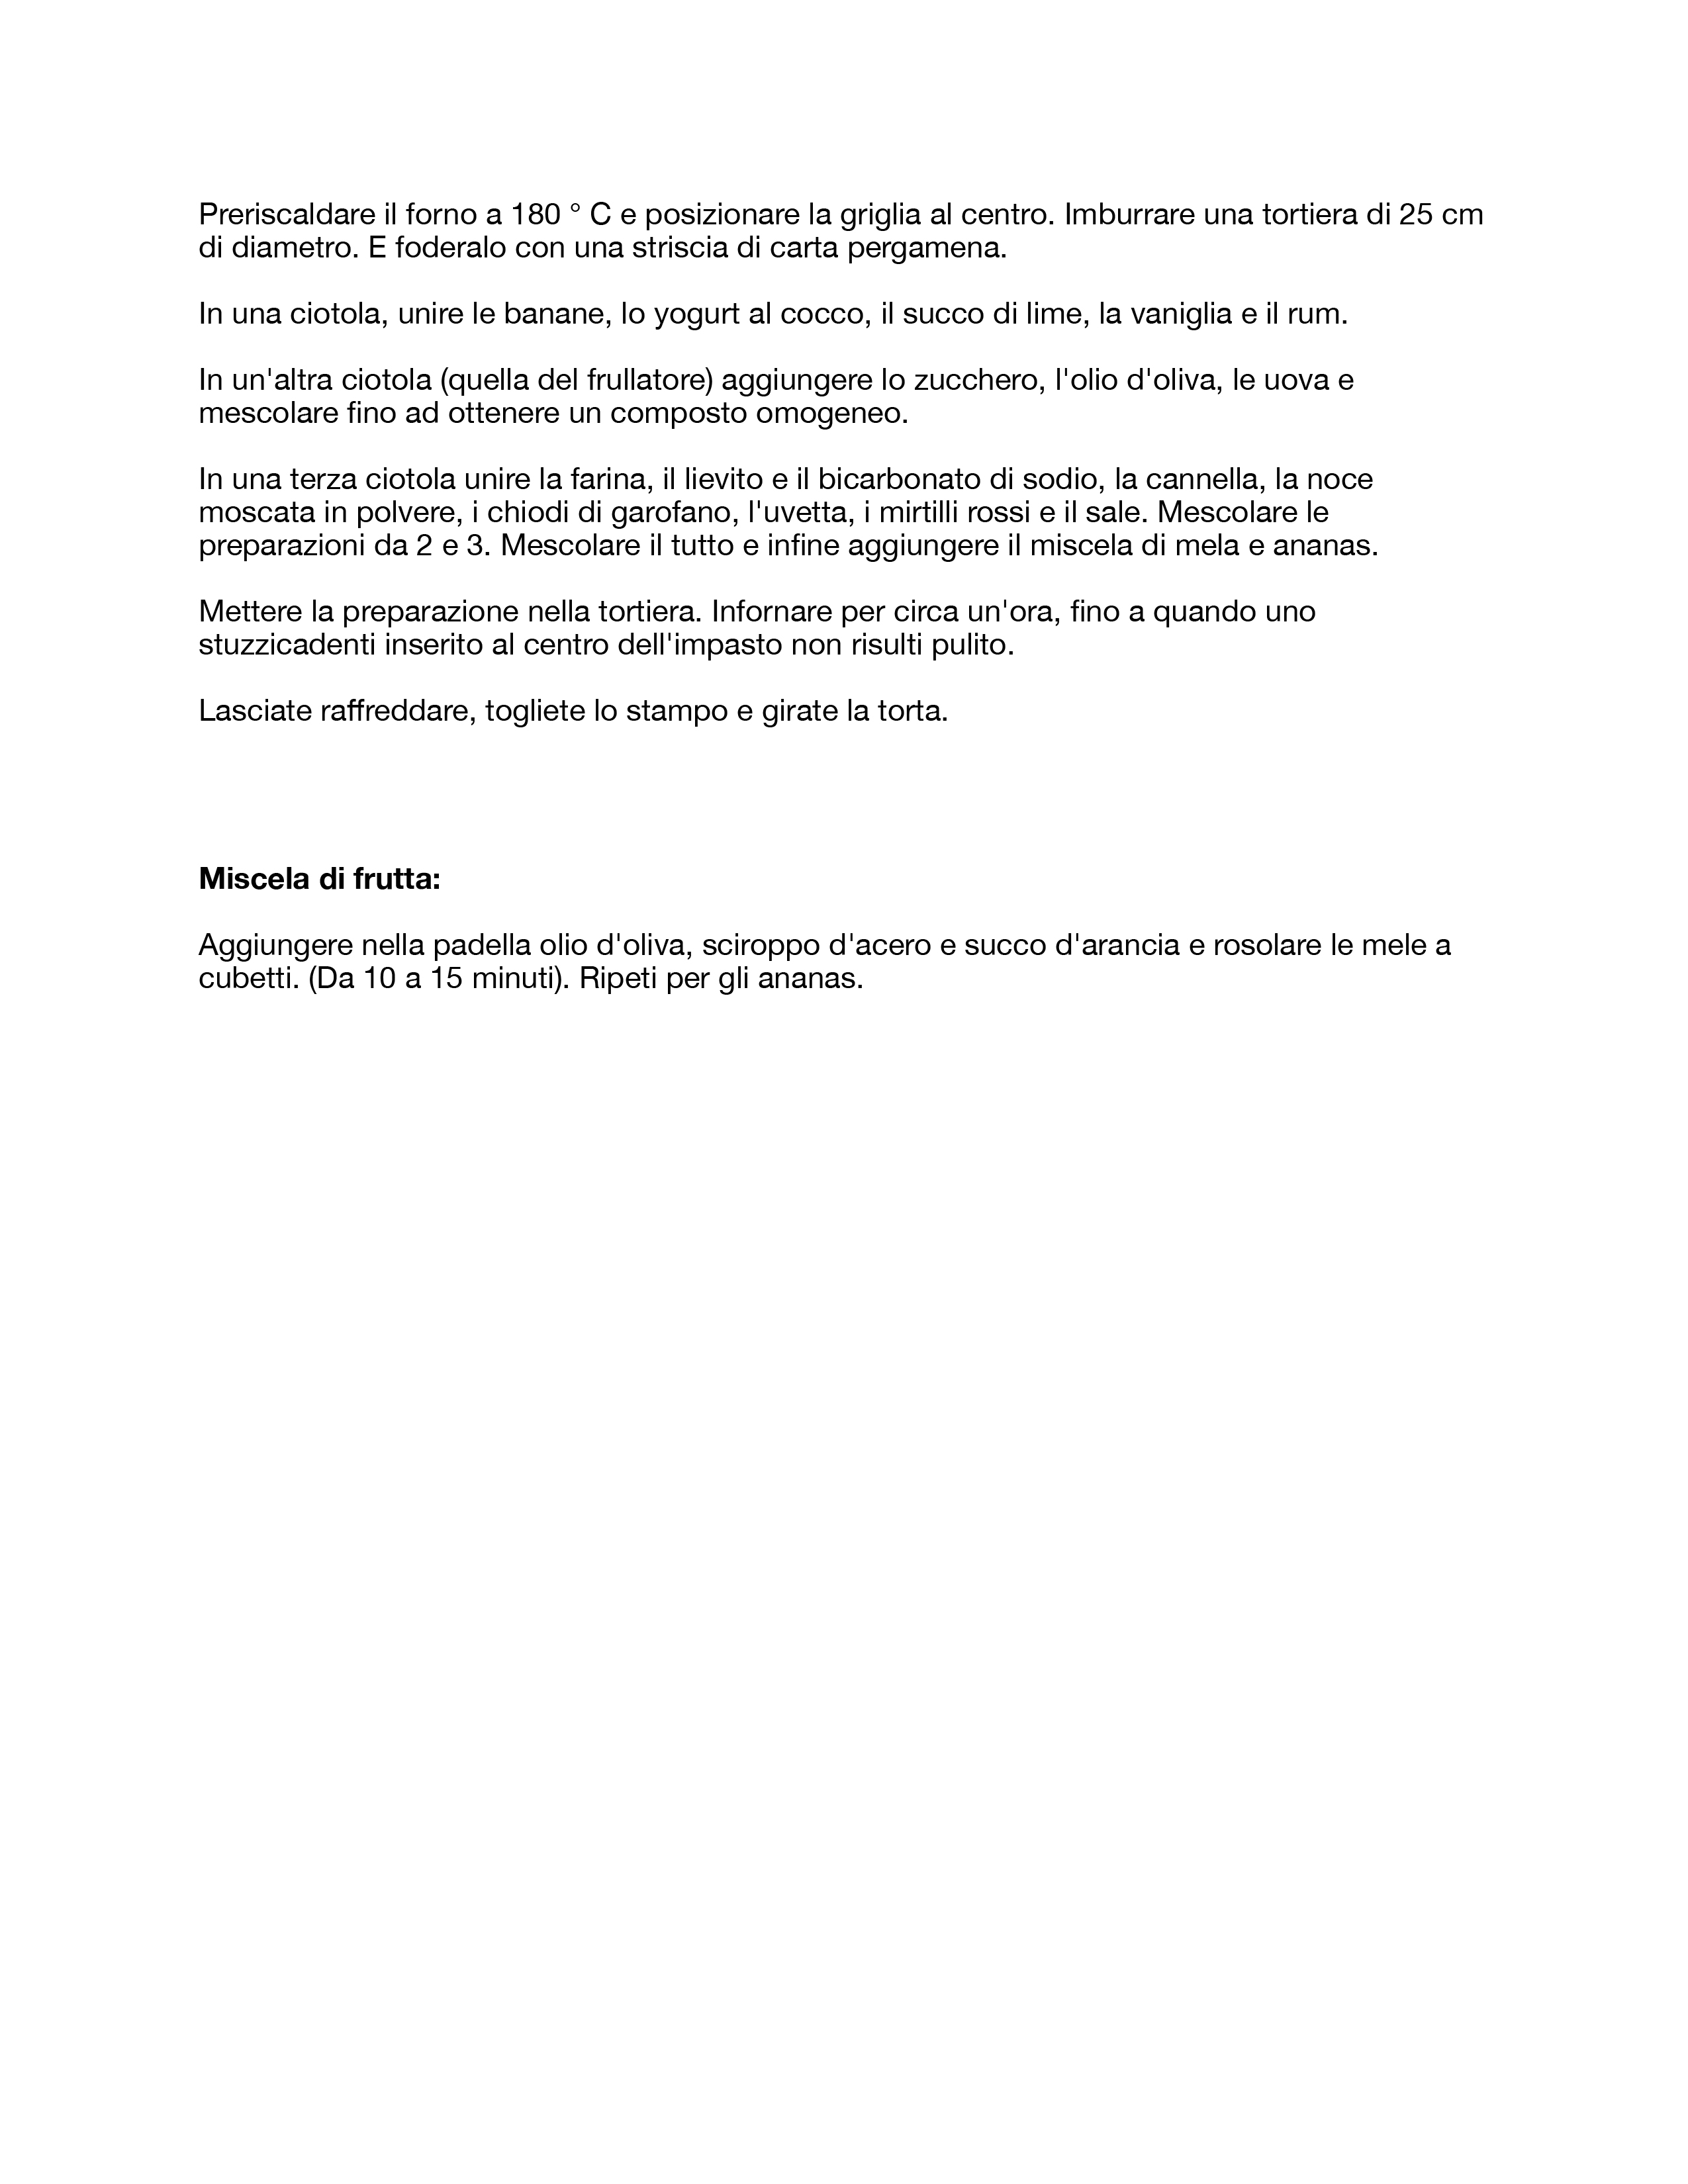 Preriscaldare il forno a 180 ° C e posizionare la griglia al centro. Imburrare una tortiera di 25 cm
di diametro. E foderalo con una striscia di carta pergamena.
In una ciotola, unire le banane, lo yogurt al cocco, il succo di lime, la vaniglia e il rum.
In un'altra ciotola (quella del frullatore) aggiungere lo zucchero, l'olio d'oliva, le uova e
mescolare fino ad ottenere un composto omogeneo.
In una terza ciotola unire la farina, il lievito e il bicarbonato di sodio, la cannella, la noce
moscata in polvere, i chiodi di garofano, l'uvetta, i mirtilli rossi e il sale. Mescolare le
preparazioni da 2 e 3. Mescolare il tutto e infine aggiungere il miscela di mela e ananas.
Mettere la preparazione nella tortiera. Infornare per circa un'ora, fino a quando uno
stuzzicadenti inserito al centro dell'impasto non risulti pulito.
Lasciate raffreddare, togliete lo stampo e girate la torta.
Miscela di frutta:
Aggiungere nella padella olio d'oliva, sciroppo d'acero e succo d'arancia e rosolare le mele a
cubetti. (Da 10 a 15 minuti). Ripeti per gli ananas.